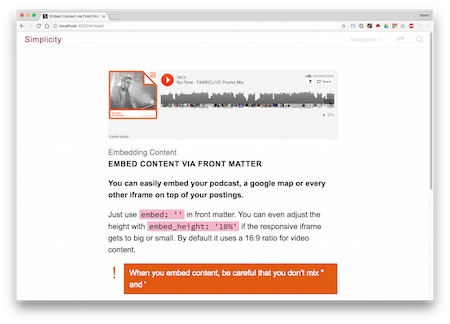 Embed Content via Front Matt
localhost:4000/embed/
Simplicity
Navigation
NuTone - FABRICLIVE Promo Mix
Share
Cookie policy
Embedding Content
EMBED CONTENT VIA FRONT MATTER
You can easily embed your podcast, a google map or every
other iframe on top of your postings.
Just use embed: '' in front matter. You can even adjust the
height with embed_height: '10%' if the responsive iframe
gets to big or small. By default it uses a 16:9 ratio for video
content.
! When you embed content, be careful that you don't mix "
and '